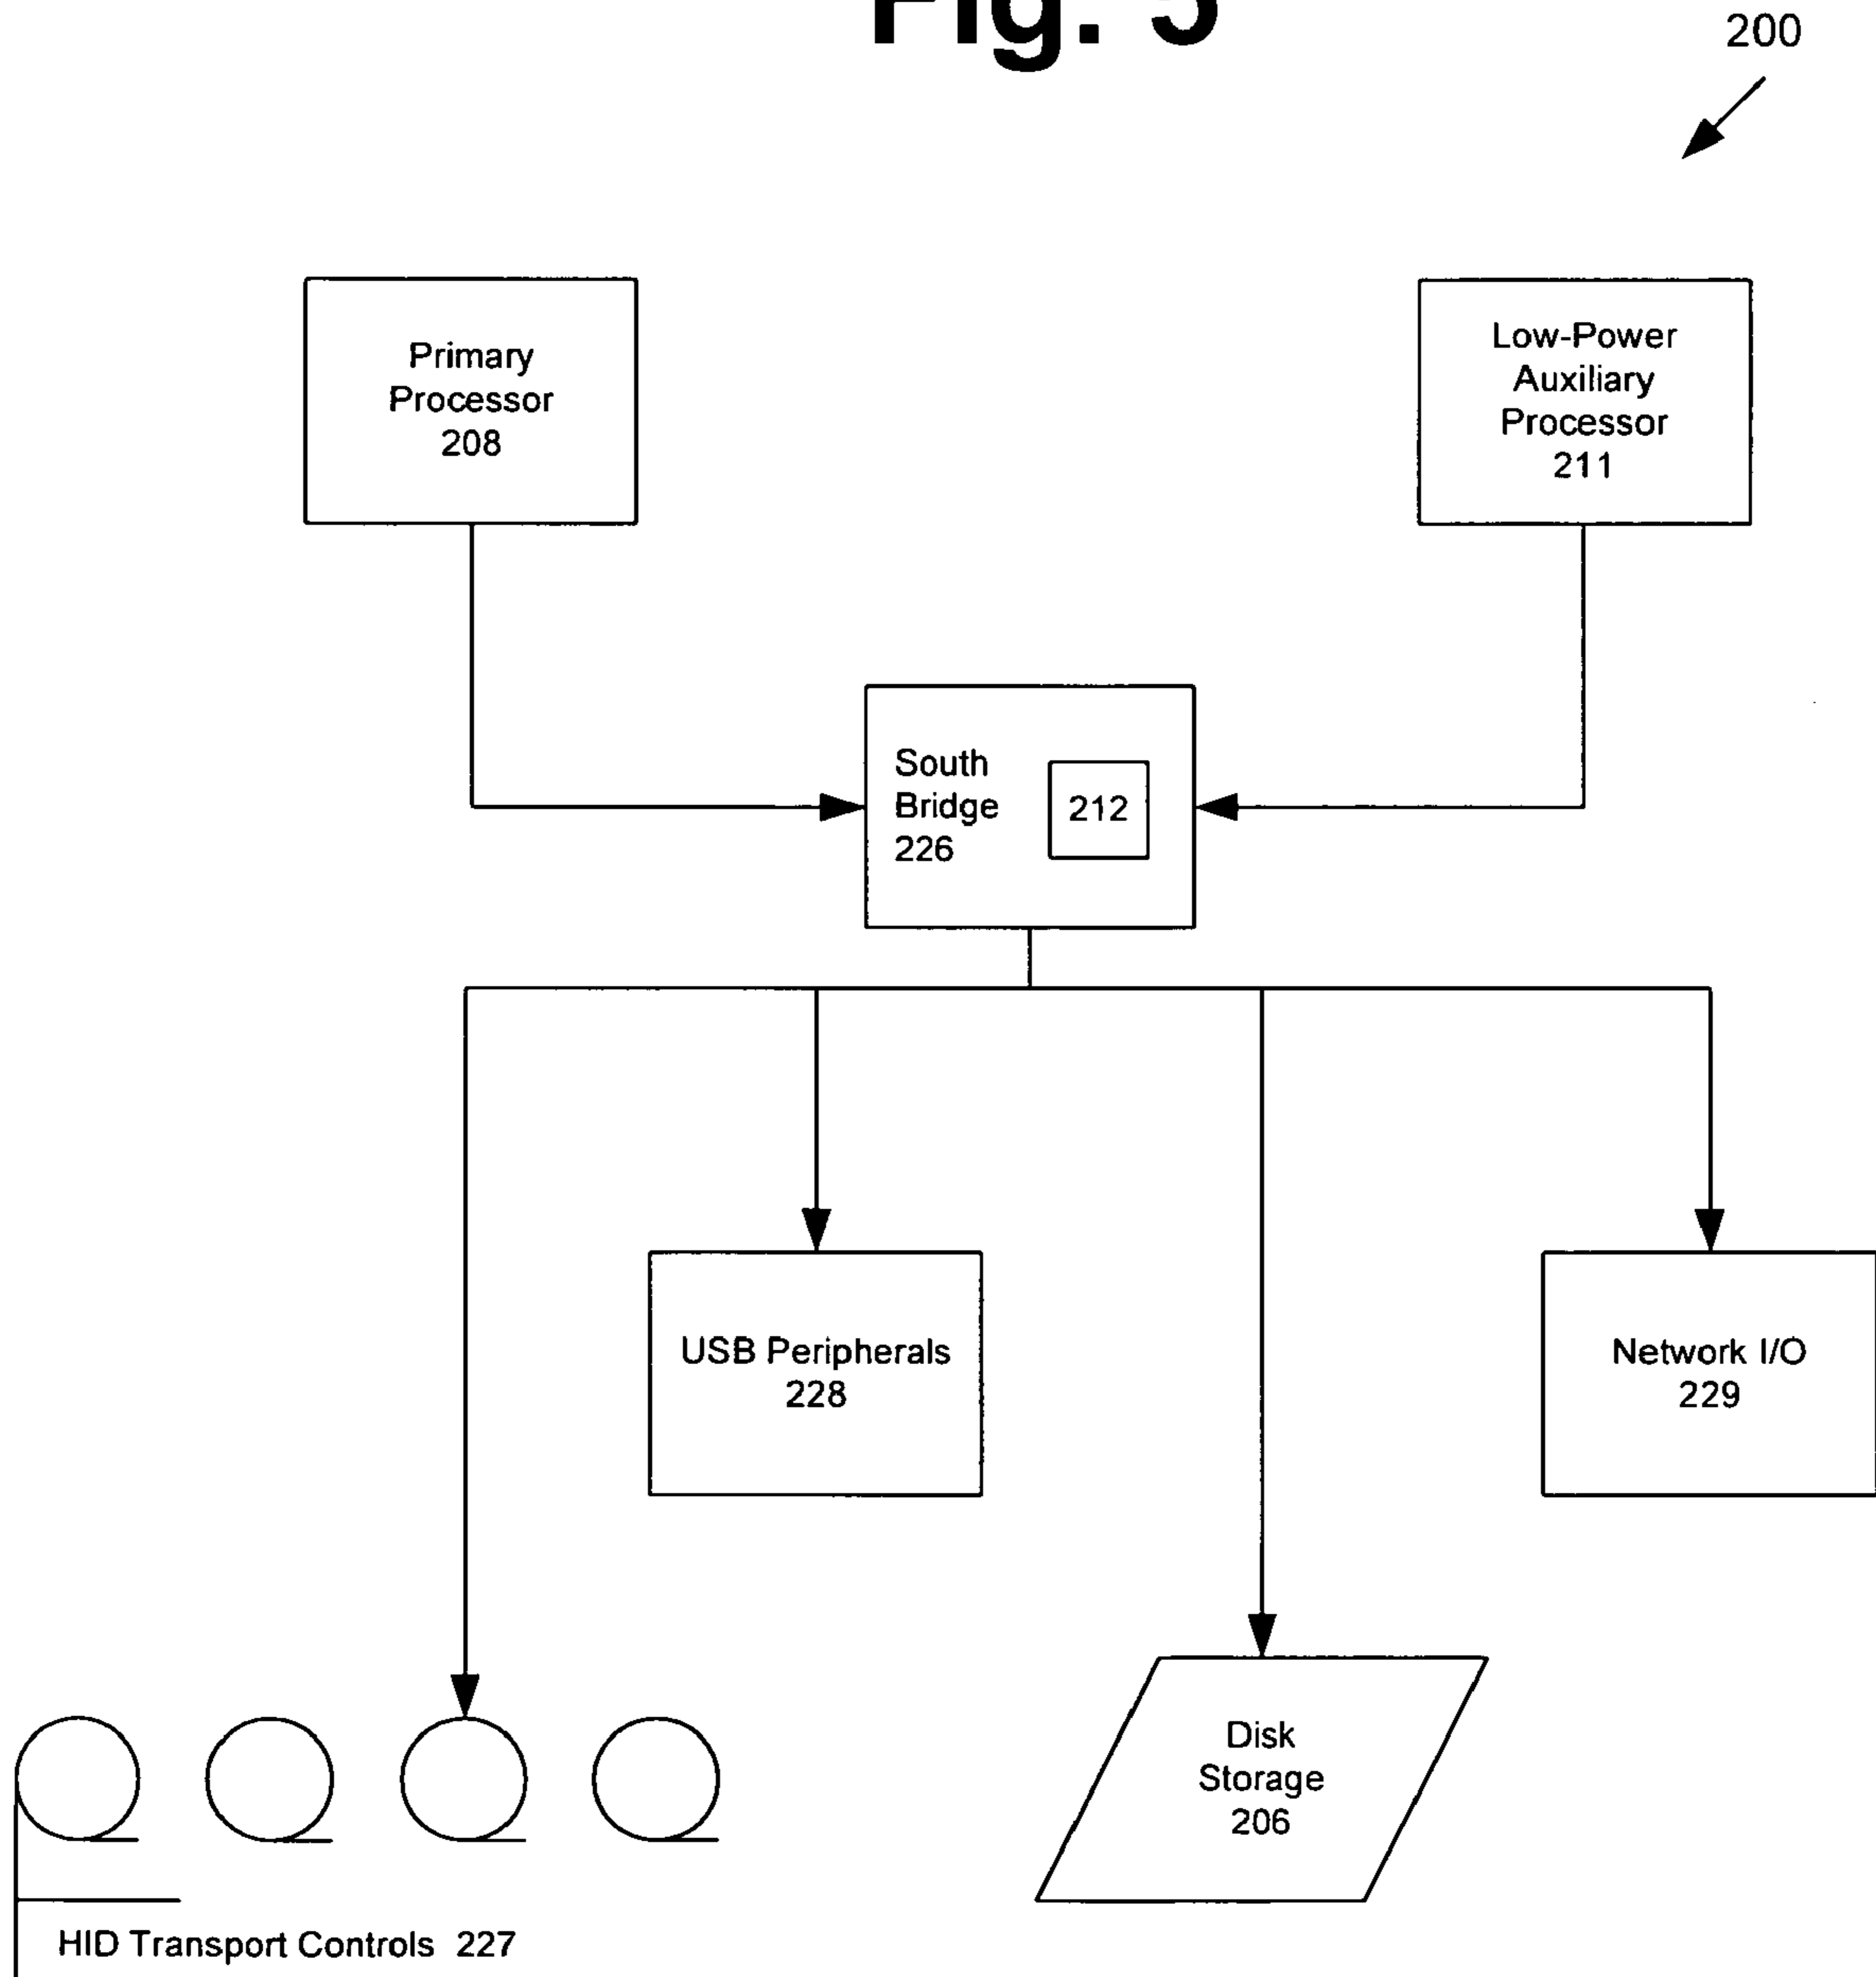 Fig. 5
200
Primary
Processor
208
Low-Power
Auxiliary
Processor
211
South
Bridge
226
212
USB Peripherals
228
Network I/O
229
Disk
Storage
206
HID Transport Controls 227